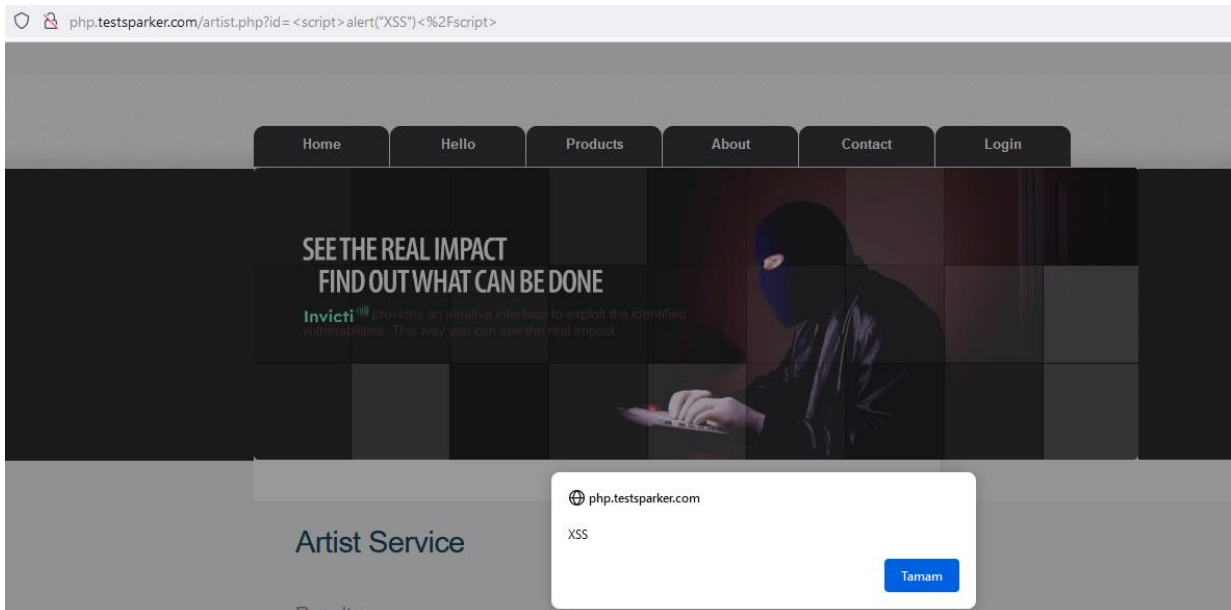 php.testsparker.com/artist.php?id=<script>alert("XSS")<%2Fscript>
Home Hello Products About Contact Login
SEE THE REAL IMPACT
FIND OUT WHAT CAN BE DONE
Invicti provides an intuitive interface to exploit the identified
vulnerabilities. This way you can see the real impact.
php.testsparker.com
XSS
Tamam
Artist Service